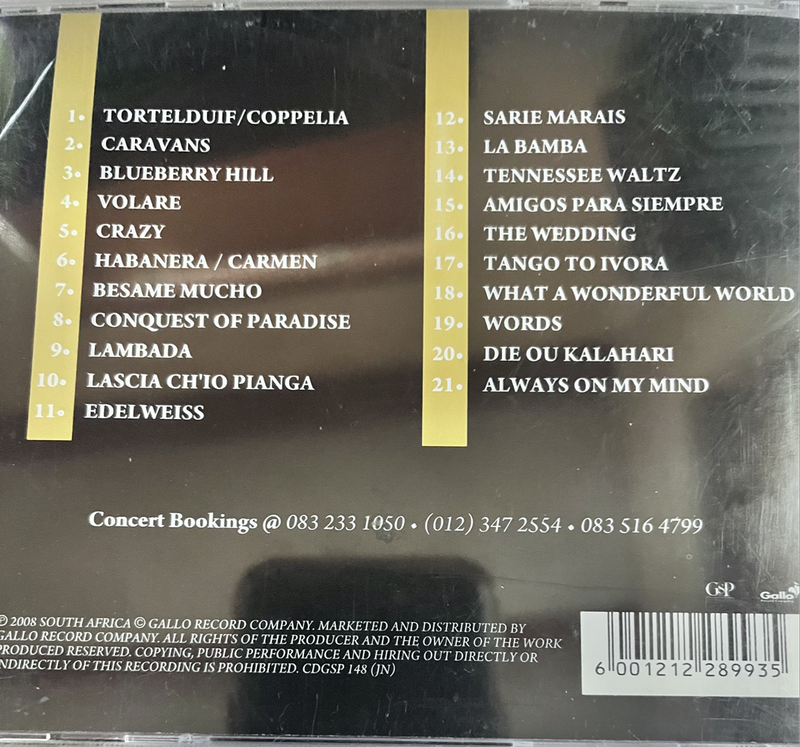 1• TORTELDUIF/COPPELIA
2• CARAVANS
3• BLUEBERRY HILL
4• VOLARE
5• CRAZY
6• HABANERA / CARMEN
7• BESAME MUCHO
8• CONQUEST OF PARADISE
9• LAMBADA
10• LASCIA CH'IO PIANGA
11• EDELWEISS
12• SARIE MARAIS
13• LA BAMBA
14• TENNESSEE WALTZ
15• AMIGOS PARA SIEMPRE
16• THE WEDDING
17• TANGO TO IVORA
18• WHAT A WONDERFUL WORLD
19• WORDS
20• DIE OU KALAHARI
21• ALWAYS ON MY MIND
Concert Bookings @ 083 233 1050 • (012) 347 2554 • 083 516 4799
GSP Gallo
℗ 2008 SOUTH AFRICA © GALLO RECORD COMPANY. MARKETED AND DISTRIBUTED BY
GALLO RECORD COMPANY. ALL RIGHTS OF THE PRODUCER AND THE OWNER OF THE WORK
PRODUCED RESERVED. COPYING, PUBLIC PERFORMANCE AND HIRING OUT DIRECTLY OR
INDIRECTLY OF THIS RECORDING IS PROHIBITED. CDGSP 148 (JN)
6 001212 289935